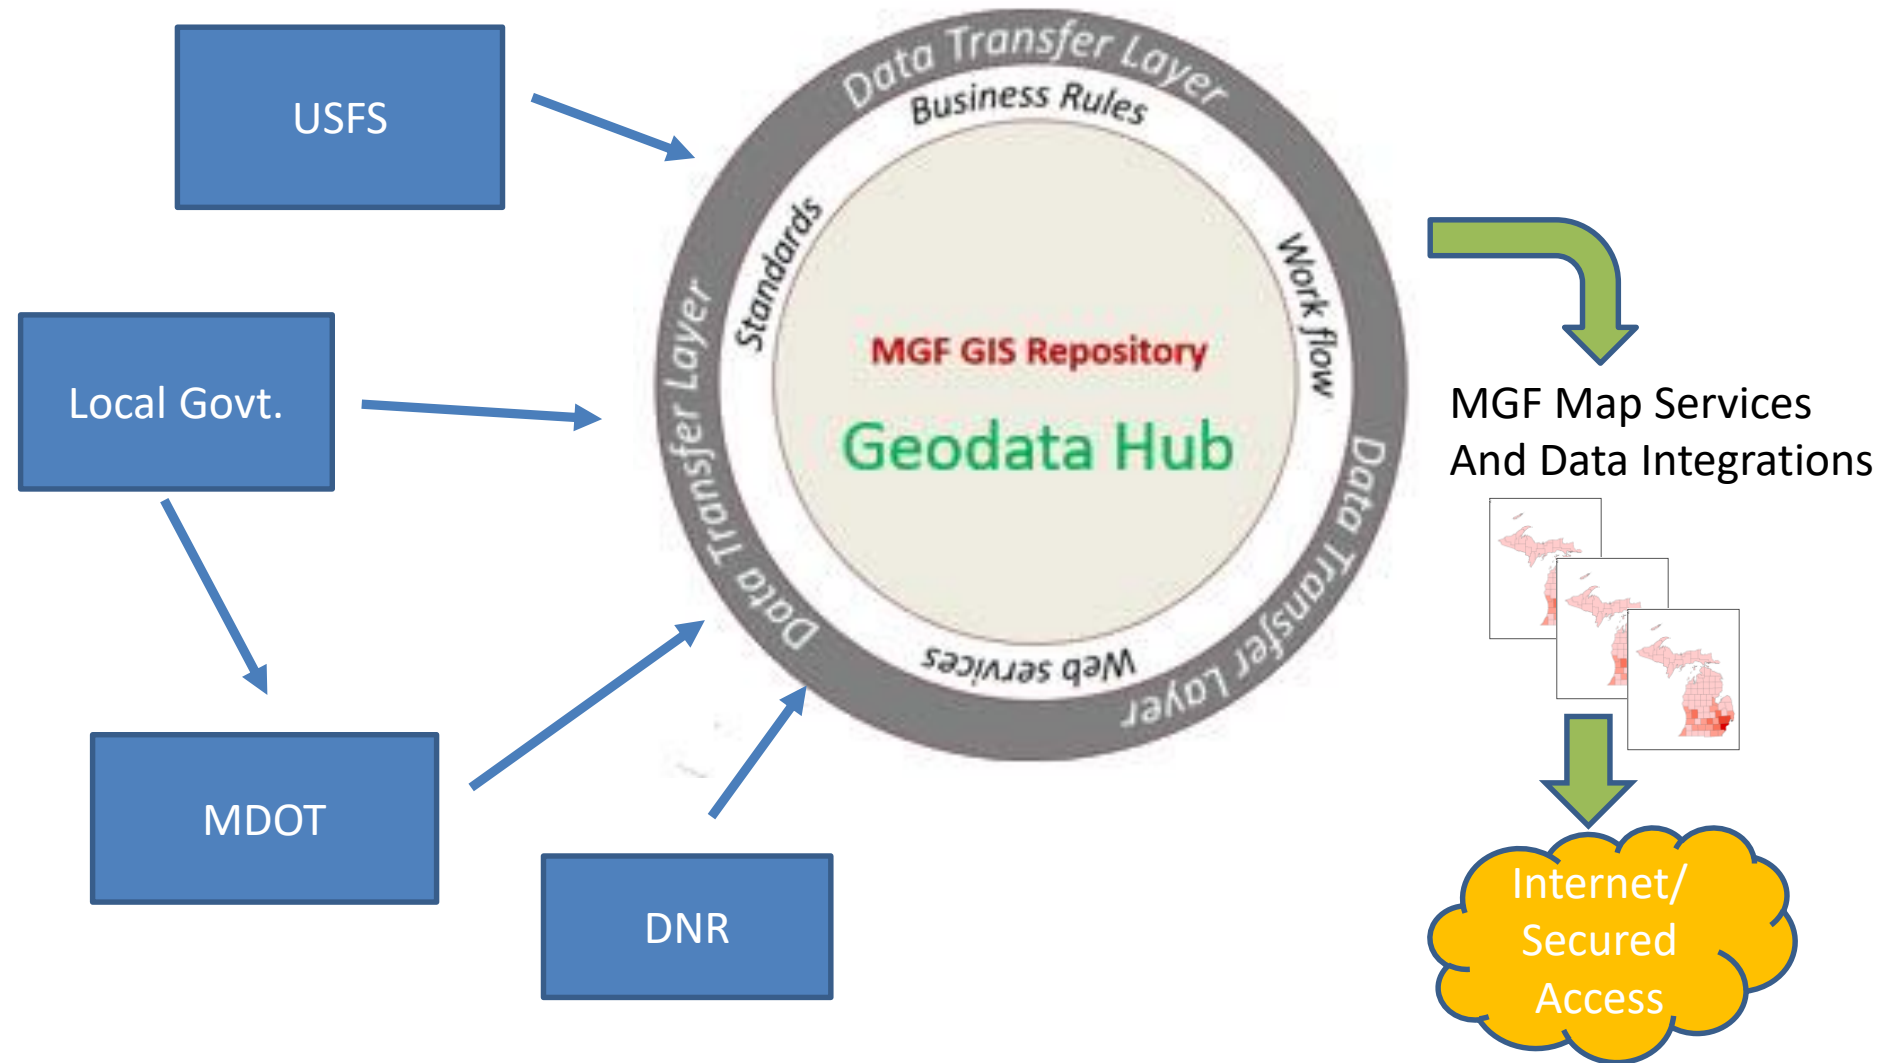 USFS
Local Govt.
MDOT
DNR
Data Transfer Layer
Data Transfer Layer
Data Transfer Layer
Business Rules
Standards
Work flow
Web services
MGF GIS Repository
Geodata Hub
MGF Map Services
And Data Integrations
Internet/
Secured
Access